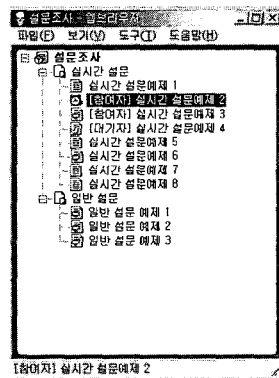 설문조사 - 웹브라우저
파일(F) 보기(V) 도구(T) 도움말(H)
설문조사
실시간 설문
실시간 설문예제 1
[참여자] 실시간 설문예제 2
[참여자] 실시간 설문예제 3
[대기자] 실시간 설문예제 4
실시간 설문예제 5
실시간 설문예제 6
실시간 설문예제 7
실시간 설문예제 8
일반 설문
일반 설문 예제 1
일반 설문 예제 2
일반 설문 예제 3
[참여자] 실시간 설문예제 2